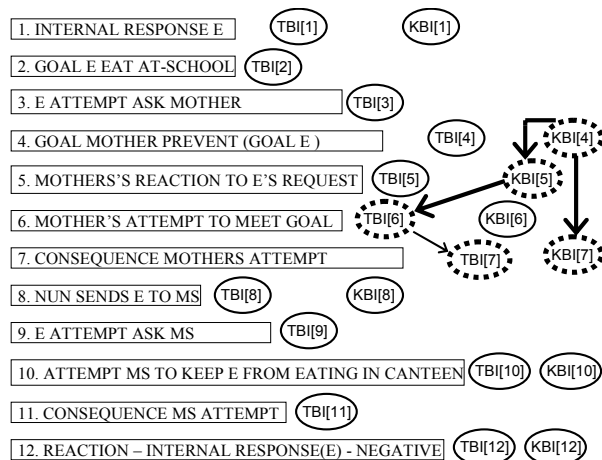 1. INTERNAL RESPONSE E TBI[1] KBI[1]
2. GOAL E EAT AT-SCHOOL TBI[2]
3. E ATTEMPT ASK MOTHER TBI[3]
4. GOAL MOTHER PREVENT (GOAL E ) TBI[4] KBI[4]
5. MOTHERS'S REACTION TO E'S REQUEST TBI[5] KBI[5]
6. MOTHER'S ATTEMPT TO MEET GOAL TBI[6] KBI[6]
7. CONSEQUENCE MOTHERS ATTEMPT TBI[7] KBI[7]
8. NUN SENDS E TO MS TBI[8] KBI[8]
9. E ATTEMPT ASK MS TBI[9]
10. ATTEMPT MS TO KEEP E FROM EATING IN CANTEEN TBI[10] KBI[10]
11. CONSEQUENCE MS ATTEMPT TBI[11]
12. REACTION – INTERNAL RESPONSE(E) - NEGATIVE TBI[12] KBI[12]